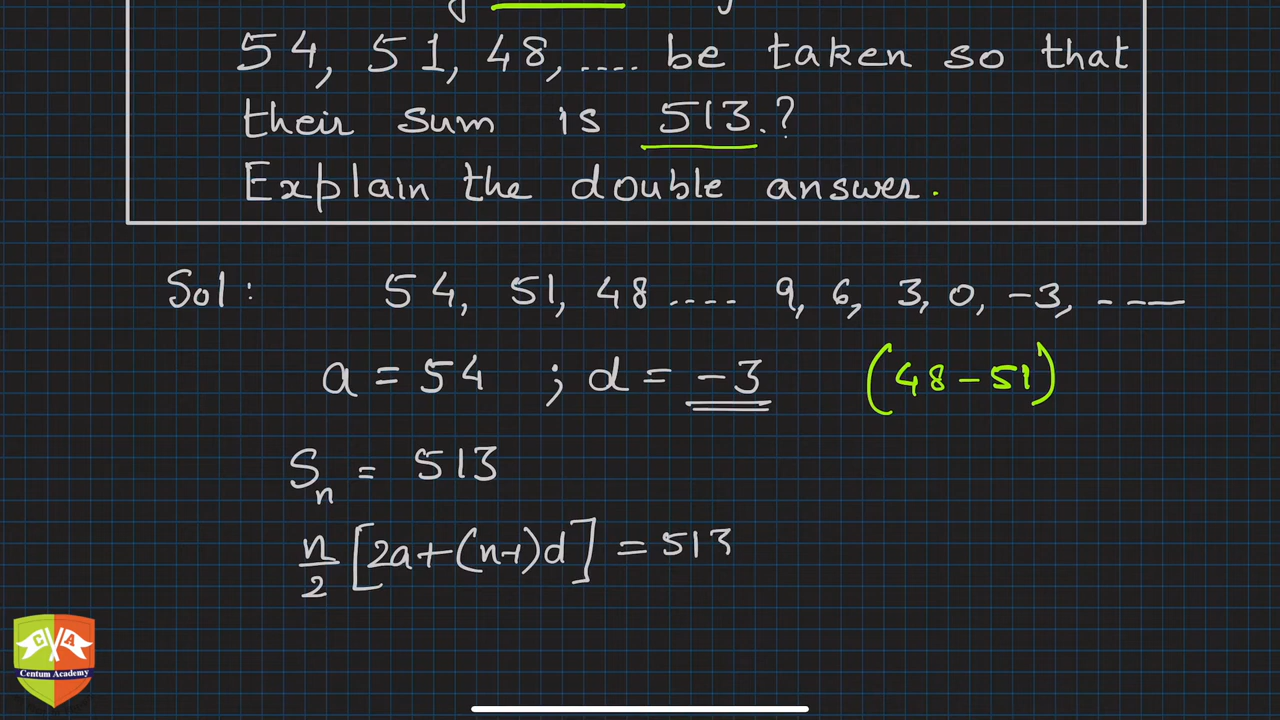 54, 51, 48, .... be taken so that
their sum is 513.?
Explain the double answer.
Sol: 54, 51, 48 .... 9, 6, 3, 0, -3, ----
a = 54 ; d = -3 (48-51)
Sn = 513
n/2 [2a+(n-1)d] = 513
C A
Centum Academy